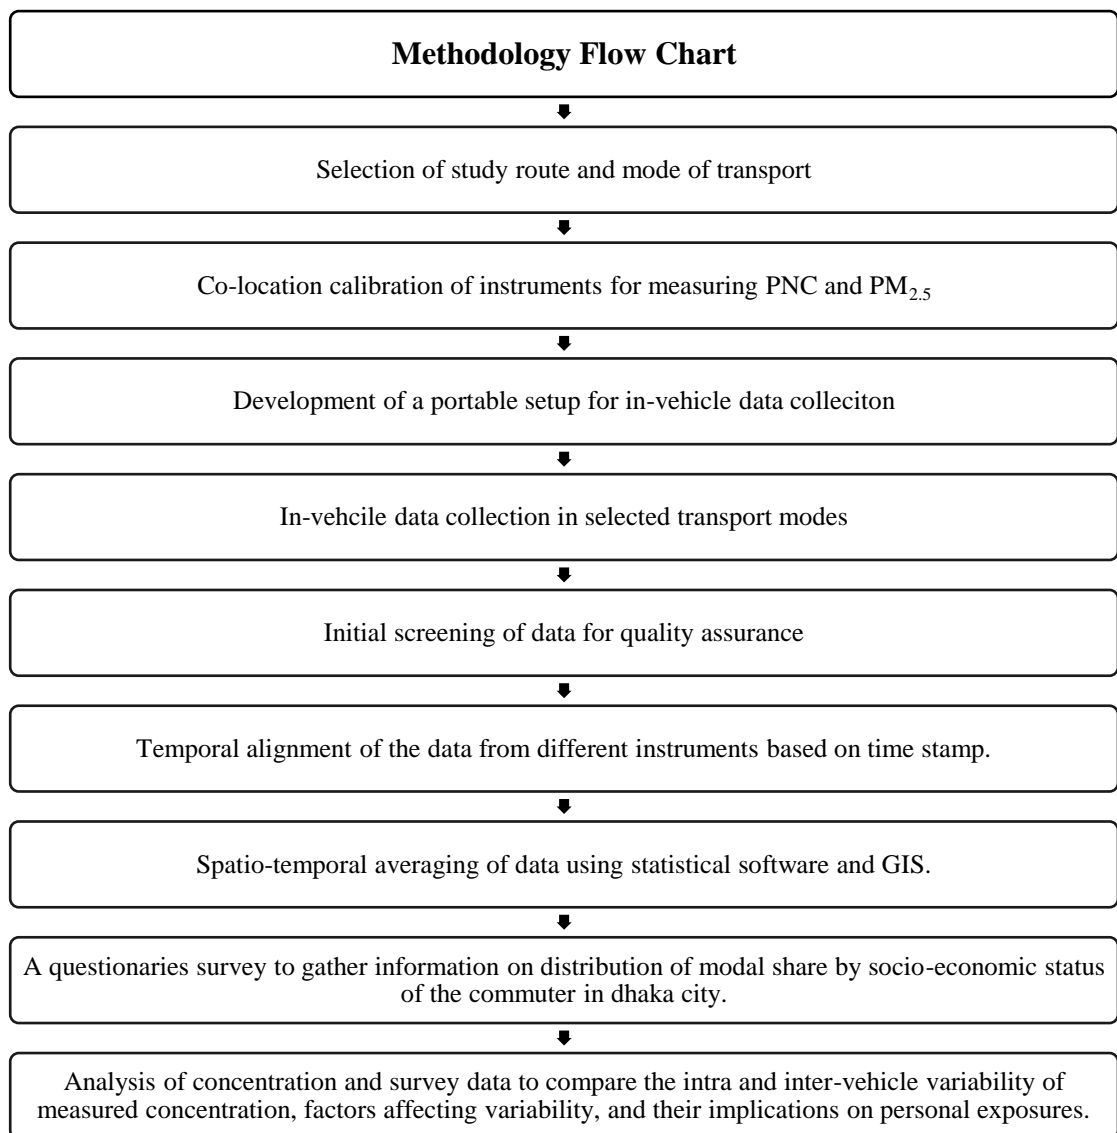 Methodology Flow Chart
Selection of study route and mode of transport
Co-location calibration of instruments for measuring PNC and PM2.5
Development of a portable setup for in-vehicle data colleciton
In-vehcile data collection in selected transport modes
Initial screening of data for quality assurance
Temporal alignment of the data from different instruments based on time stamp.
Spatio-temporal averaging of data using statistical software and GIS.
A questionaries survey to gather information on distribution of modal share by socio-economic status
of the commuter in dhaka city.
Analysis of concentration and survey data to compare the intra and inter-vehicle variability of
measured concentration, factors affecting variability, and their implications on personal exposures.